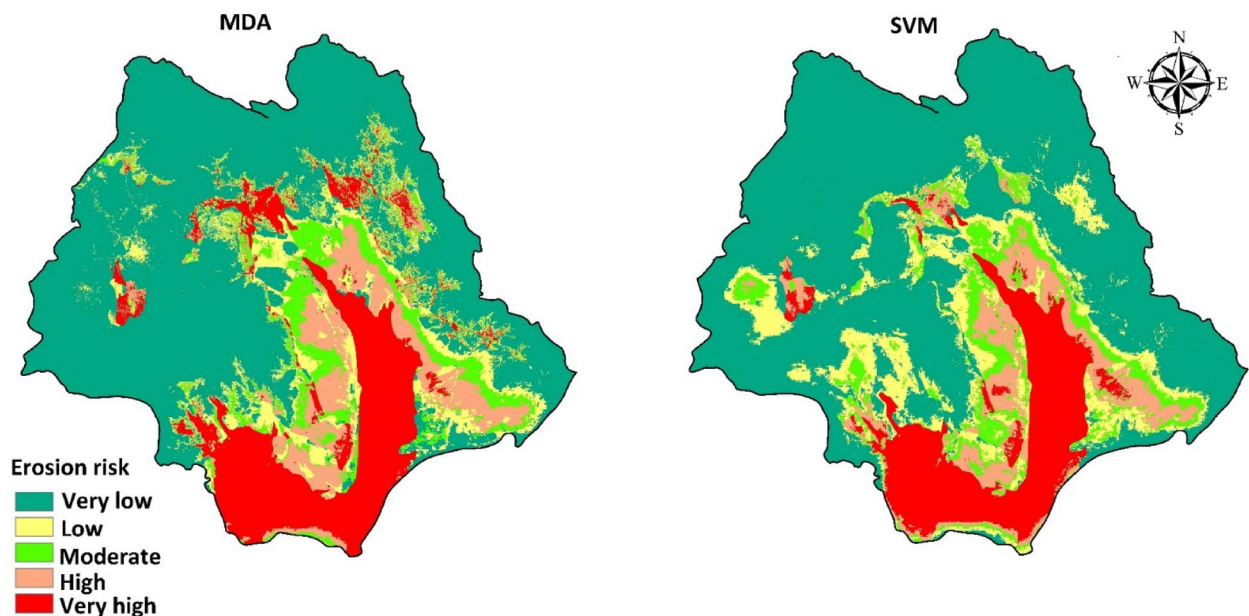 MDA
SVM
N
W E
S
Erosion risk
Very low
Low
Moderate
High
Very high